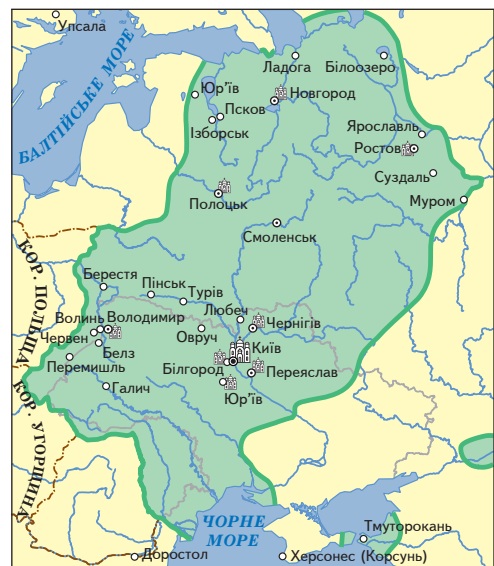 Упсала
БАЛТІЙСЬКЕ МОРЕ
Ладога
Білоозеро
Юр'їв
Новгород
Псков
Ізборськ
Ярославль
Ростов
Суздаль
Полоцьк
Муром
Смоленськ
КОР. ПОЛЬЩА
Берестя
Пінськ
Турів
Любеч
Волинь
Володимир
Чернігів
Червен
Овруч
Київ
Белз
Перемишль
Білгород
Переяслав
Галич
Юр'їв
КОР. УГОРЩИНА
ЧОРНЕ
МОРЕ
Тмуторокань
Доростол
Херсонес (Корсунь)